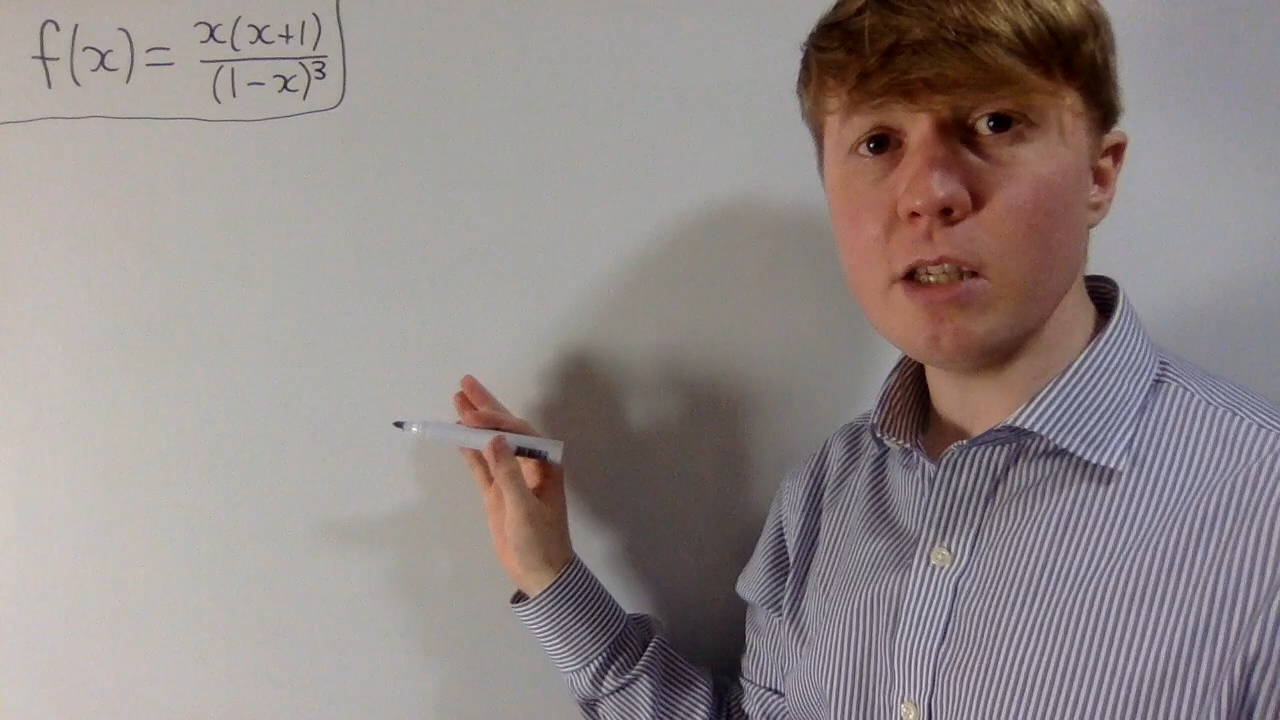 f(x) = x(x+1) / (1-x)³